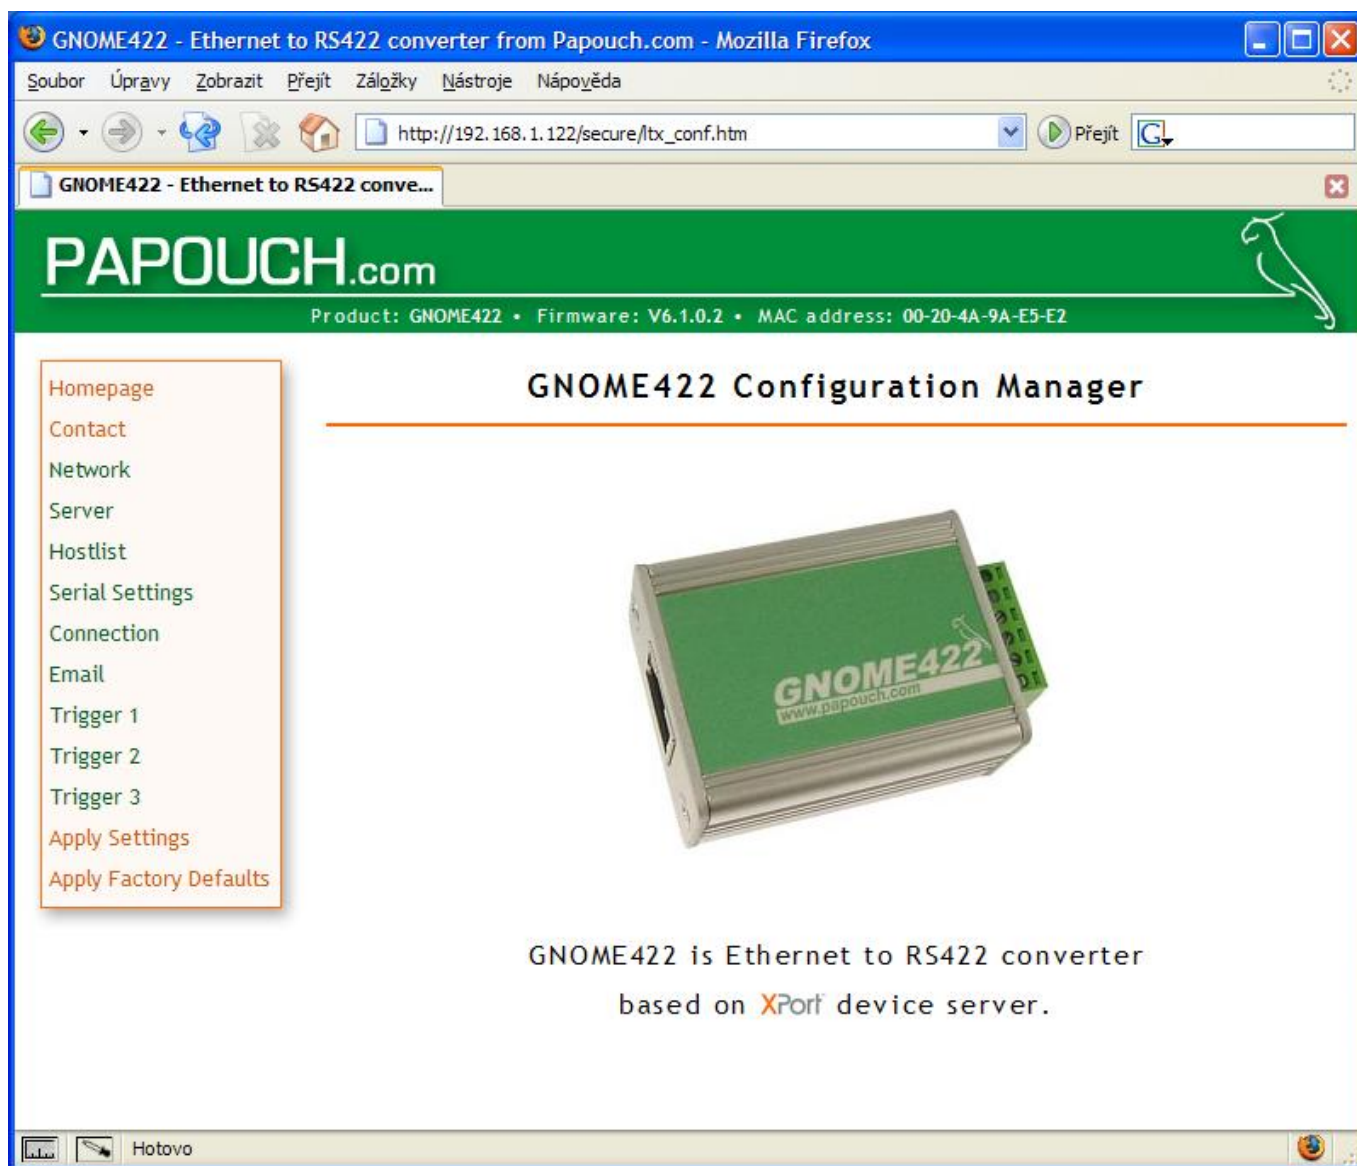 GNOME422 - Ethernet to RS422 converter from Papouch.com - Mozilla Firefox
Soubor Úpravy Zobrazit Přejít Záložky Nástroje Nápověda
http://192.168.1.122/secure/ltx_conf.htm Přejít G
GNOME422 - Ethernet to RS422 conve...
PAPOUCH.com
Product: GNOME422 • Firmware: V6.1.0.2 • MAC address: 00-20-4A-9A-E5-E2
Homepage
Contact
Network
Server
Hostlist
Serial Settings
Connection
Email
Trigger 1
Trigger 2
Trigger 3
Apply Settings
Apply Factory Defaults
GNOME422 Configuration Manager
GNOME422
www.papouch.com
GNOME422 is Ethernet to RS422 converter
based on XPort device server.
Hotovo